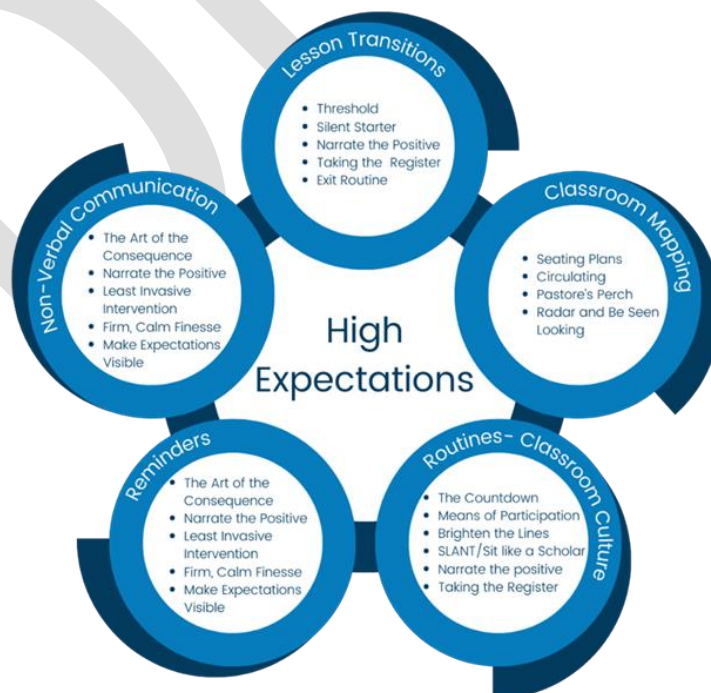 Lesson Transitions
• Threshold
• Silent Starter
• Narrate the Positive
• Taking the Register
• Exit Routine
Classroom Mapping
• Seating Plans
• Circulating
• Pastore's Perch
• Radar and Be Seen
Looking
Non-Verbal Communication
• The Art of the
Consequence
• Narrate the Positive
• Least Invasive
Intervention
• Firm, Calm Finesse
• Make Expectations
Visible
High
Expectations
Reminders
• The Art of the
Consequence
• Narrate the Positive
• Least Invasive
Intervention
• Firm, Calm Finesse
• Make Expectations
Visible
Routines- Classroom Culture
• The Countdown
• Means of Participation
• Brighten the Lines
• SLANT/Sit like a Scholar
• Narrate the positive
• Taking the Register